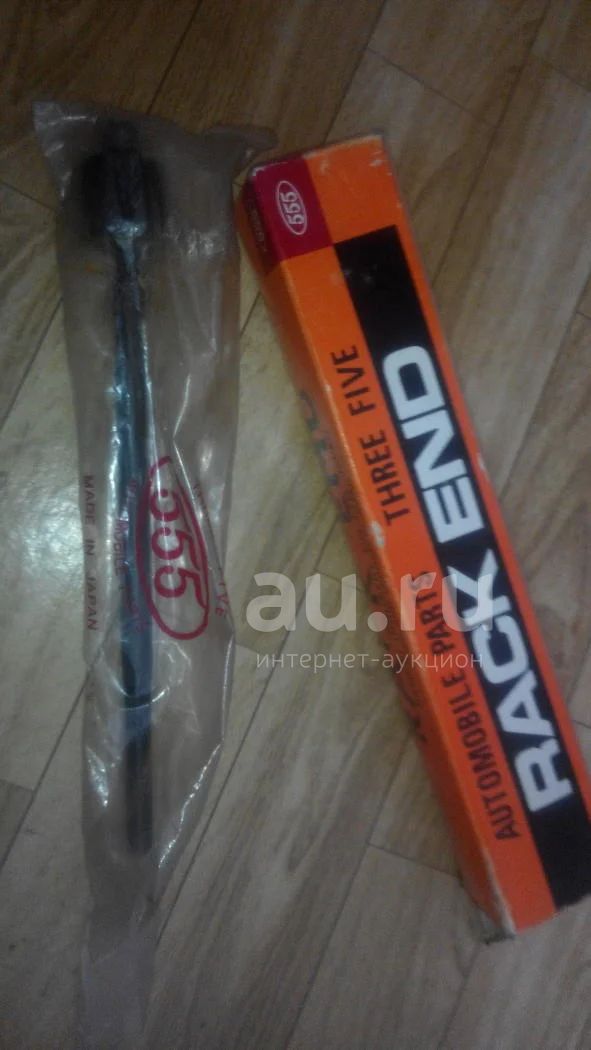 555
MADE IN JAPAN
555
THREE FIVE
AUTOMOBILE PARTS
RACK END
au.ru
интернет-аукцион